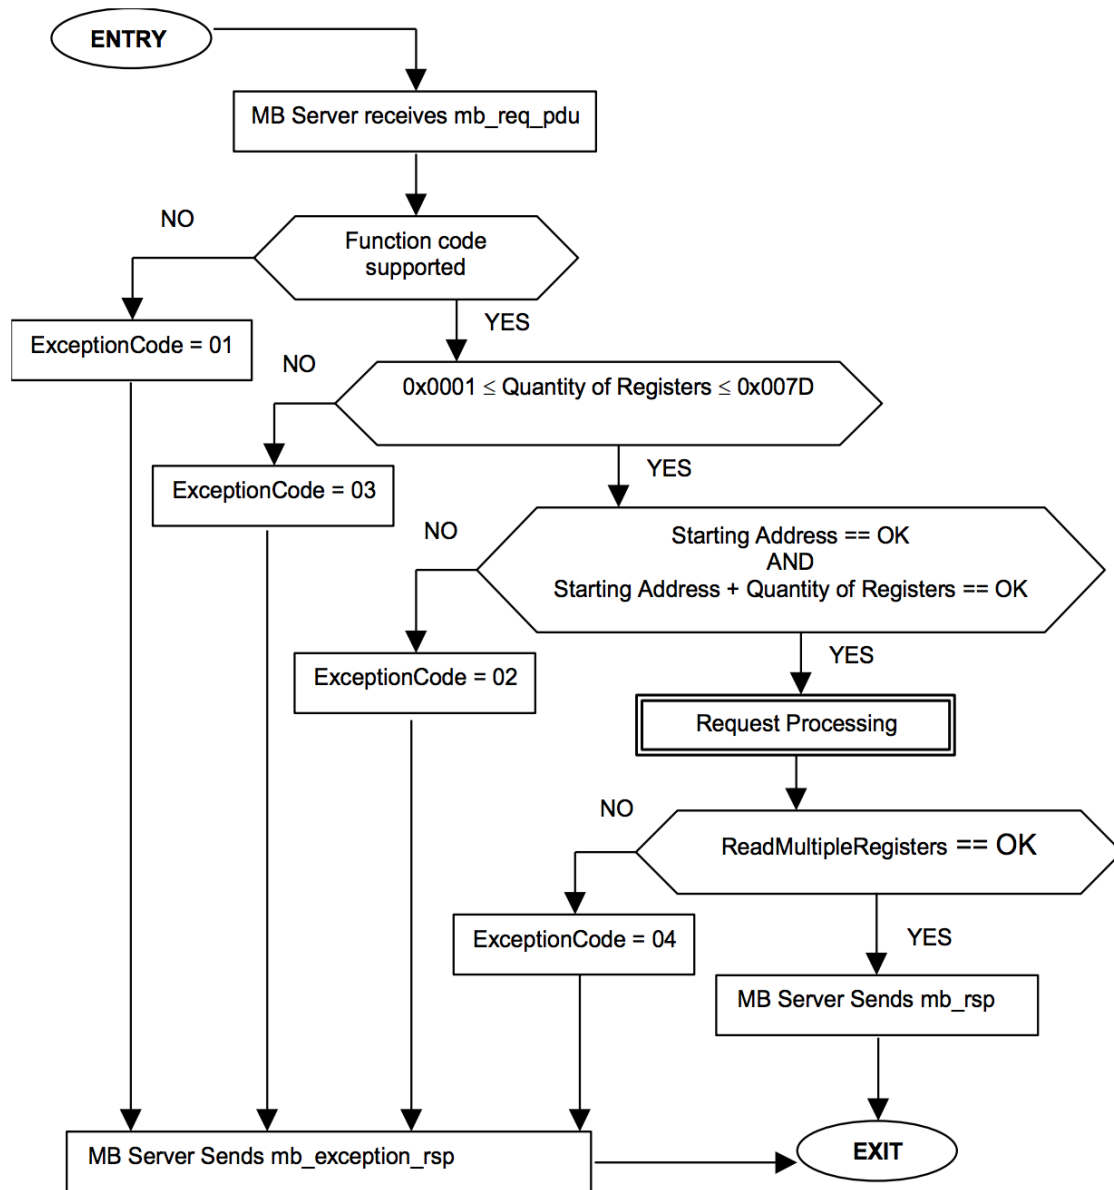 ENTRY
MB Server receives mb_req_pdu
NO
Function code
supported
YES
ExceptionCode = 01
NO
0x0001 ≤ Quantity of Registers ≤ 0x007D
YES
ExceptionCode = 03
NO
Starting Address == OK
AND
Starting Address + Quantity of Registers == OK
YES
ExceptionCode = 02
Request Processing
NO
ReadMultipleRegisters == OK
YES
ExceptionCode = 04
MB Server Sends mb_rsp
MB Server Sends mb_exception_rsp
EXIT